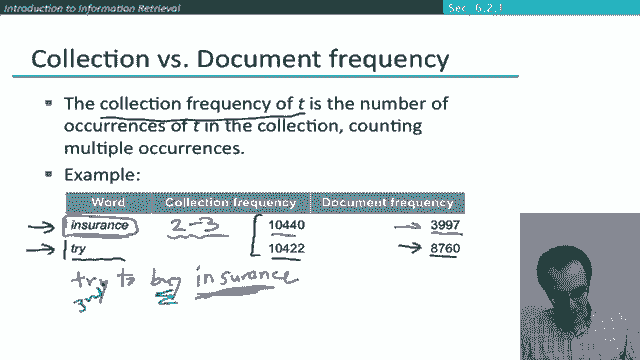 Introduction to Information Retrieval
Sec. 6.2.1
Collection vs. Document frequency
The collection frequency of t is the number of
occurrences of t in the collection, counting
multiple occurrences.
Example:
Word Collection frequency Document frequency
insurance 2-3 10440 3997
try 10422 8760
try to buy insurance
3rd